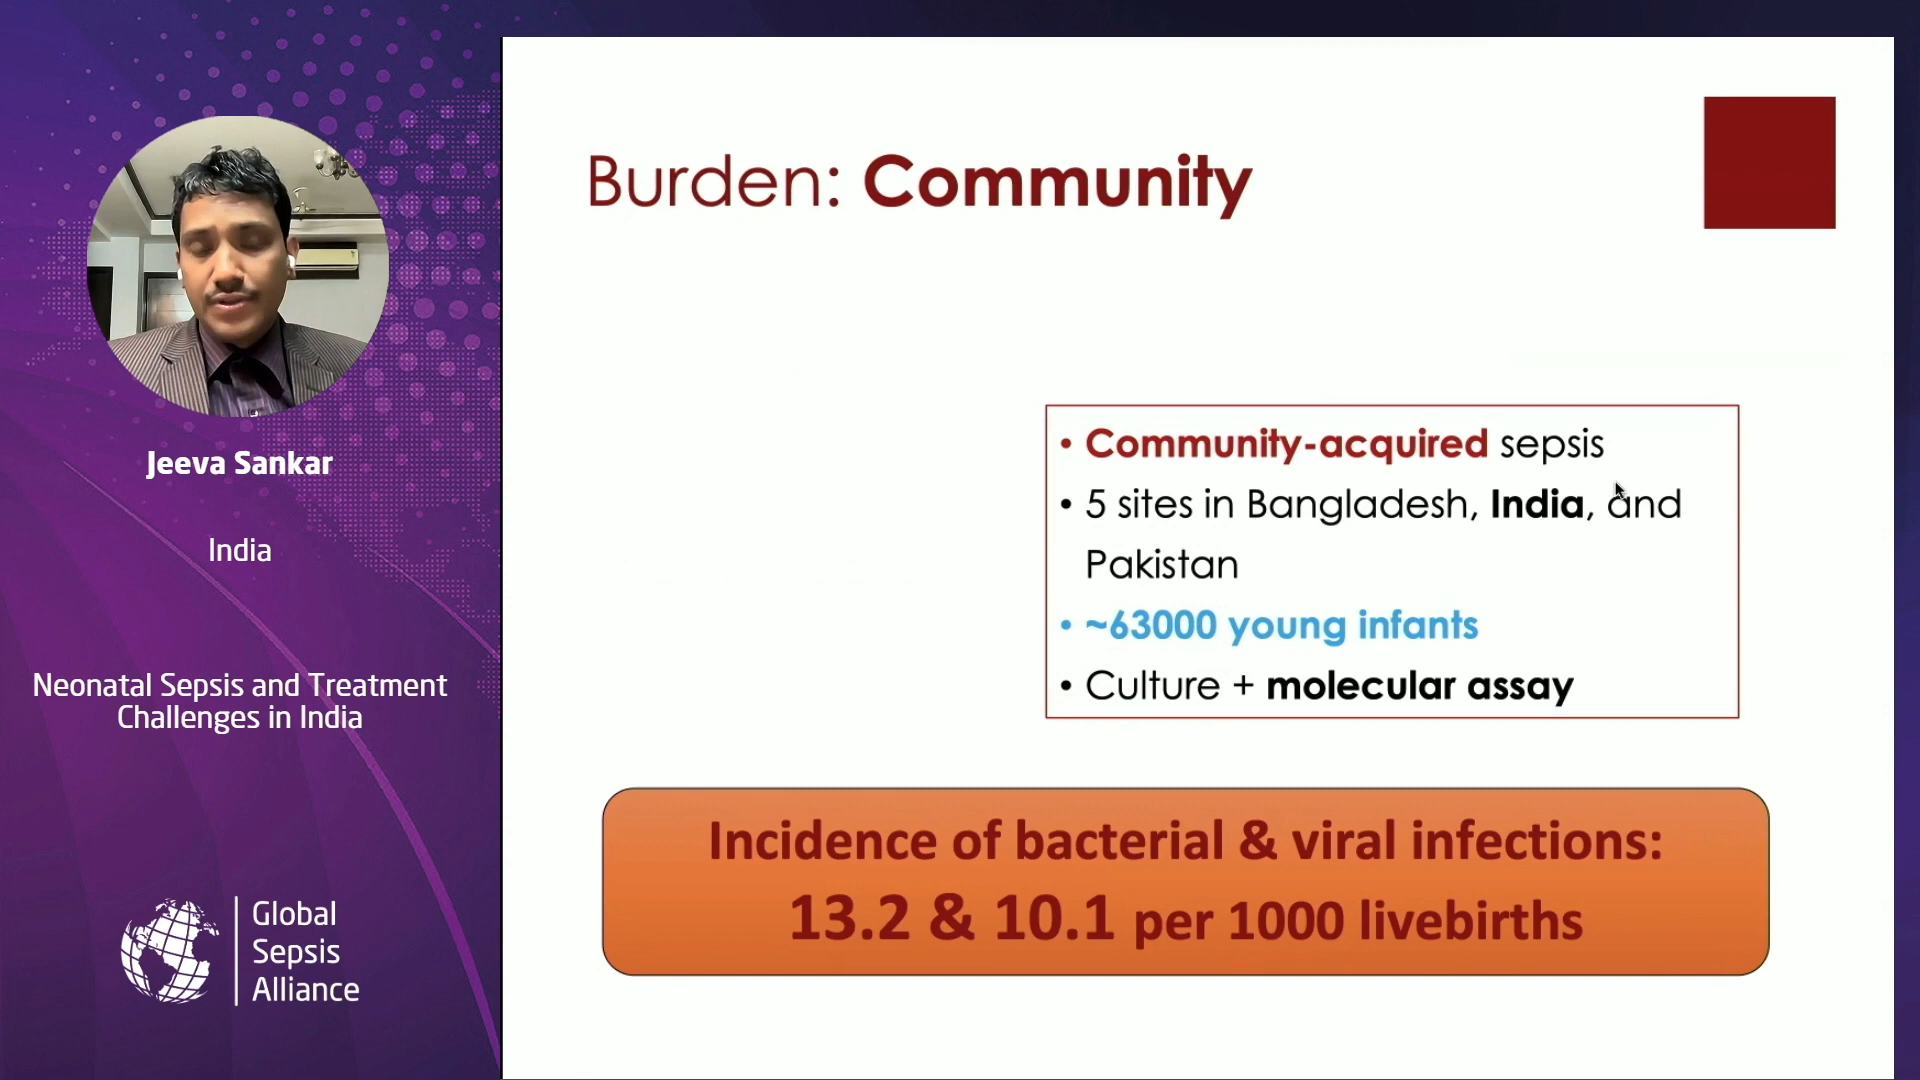 Jeeva Sankar
India
Neonatal Sepsis and Treatment
Challenges in India
Global
Sepsis
Alliance
Burden: Community
• Community-acquired sepsis
• 5 sites in Bangladesh, India, and
Pakistan
• ~63000 young infants
• Culture + molecular assay
Incidence of bacterial & viral infections:
13.2 & 10.1 per 1000 livebirths